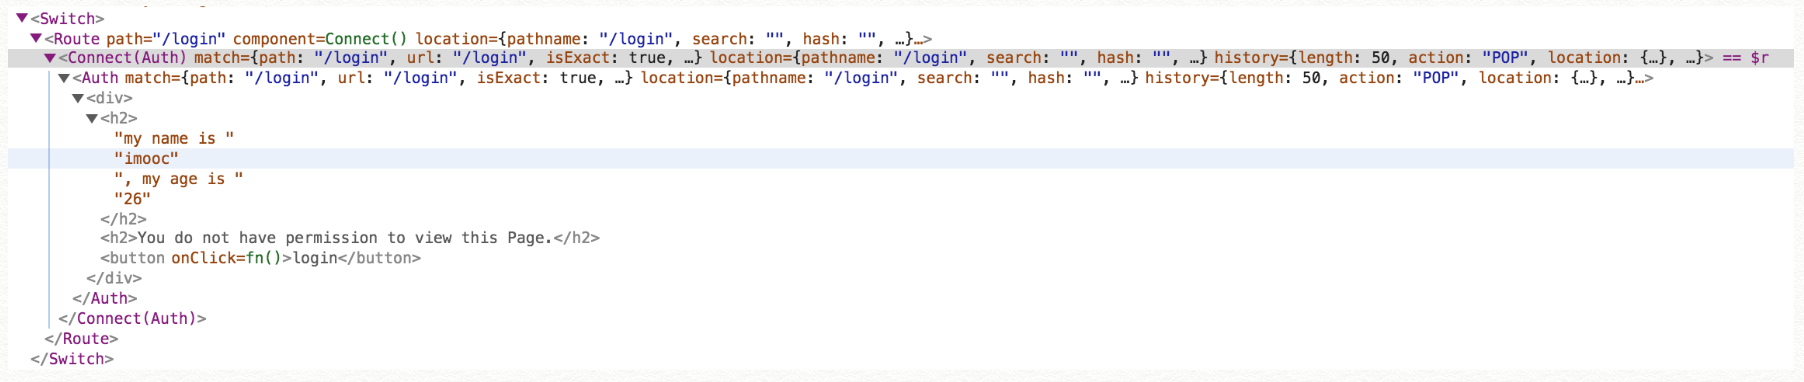 <Switch>
<Route path="/login" component=Connect() location={pathname: "/login", search: "", hash: "", …}…>
<Connect(Auth) match={path: "/login", url: "/login", isExact: true, …} location={pathname: "/login", search: "", hash: "", …} history={length: 50, action: "POP", location: {…}, …}> == $r
<Auth match={path: "/login", url: "/login", isExact: true, …} location={pathname: "/login", search: "", hash: "", …} history={length: 50, action: "POP", location: {…}, …}…>
<div>
<h2>
"my name is "
"imooc"
", my age is "
"26"
</h2>
<h2>You do not have permission to view this Page.</h2>
<button onClick=fn()>login</button>
</div>
</Auth>
</Connect(Auth)>
</Route>
</Switch>